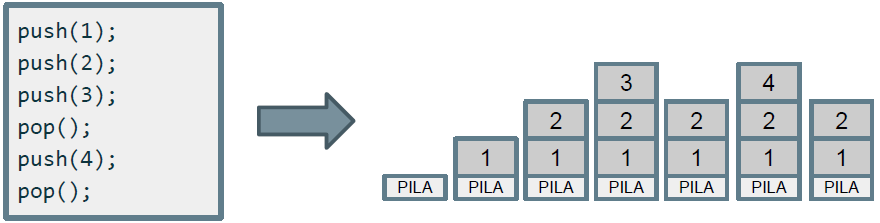 push(1);
push(2);
push(3);
pop();
push(4);
pop();
3 4
2 2 2 2 2
1 1 1 1 1 1
PILA PILA PILA PILA PILA PILA PILA